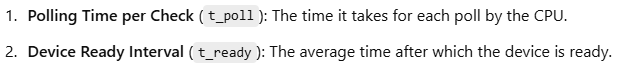 1. Polling Time per Check ( t_poll ): The time it takes for each poll by the CPU.
2. Device Ready Interval ( t_ready ): The average time after which the device is ready.